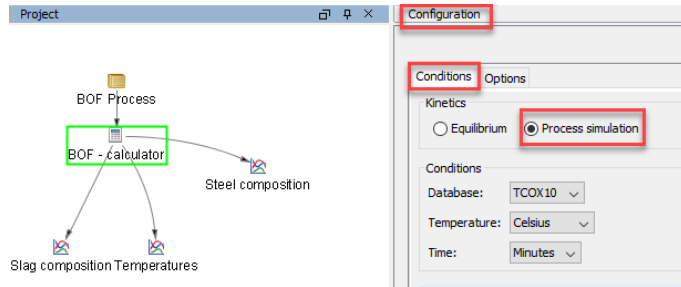 Project
BOF Process
BOF - calculator
Steel composition
Slag composition Temperatures
Configuration
Conditions Options
Kinetics
Equilibrium Process simulation
Conditions
Database: TCOX10
Temperature: Celsius
Time: Minutes